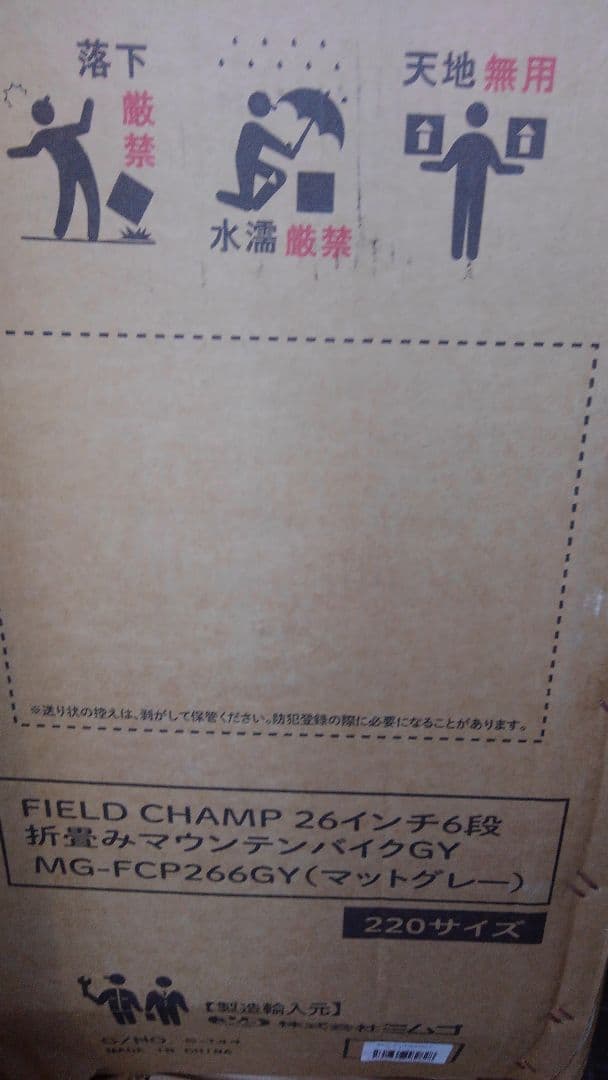 落下
厳禁
水濡厳禁
天地無用
※送り状の控えは、剥がして保管ください。防犯登録の際に必要になることがあります。
FIELD CHAMP 26インチ6段
折畳みマウンテンバイクGY
MG-FCP266GY（マットグレー）
220サイズ
【製造輸入元】
株式会社ミムゴ
MADE IN CHINA